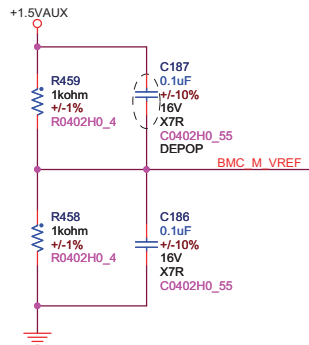 +1.5VAUX
R459
1kohm
+/-1%
R0402H0_4
C187
0.1uF
+/-10%
16V
X7R
C0402H0_55
DEPOP
BMC_M_VREF
R458
1kohm
+/-1%
R0402H0_4
C186
0.1uF
+/-10%
16V
X7R
C0402H0_55